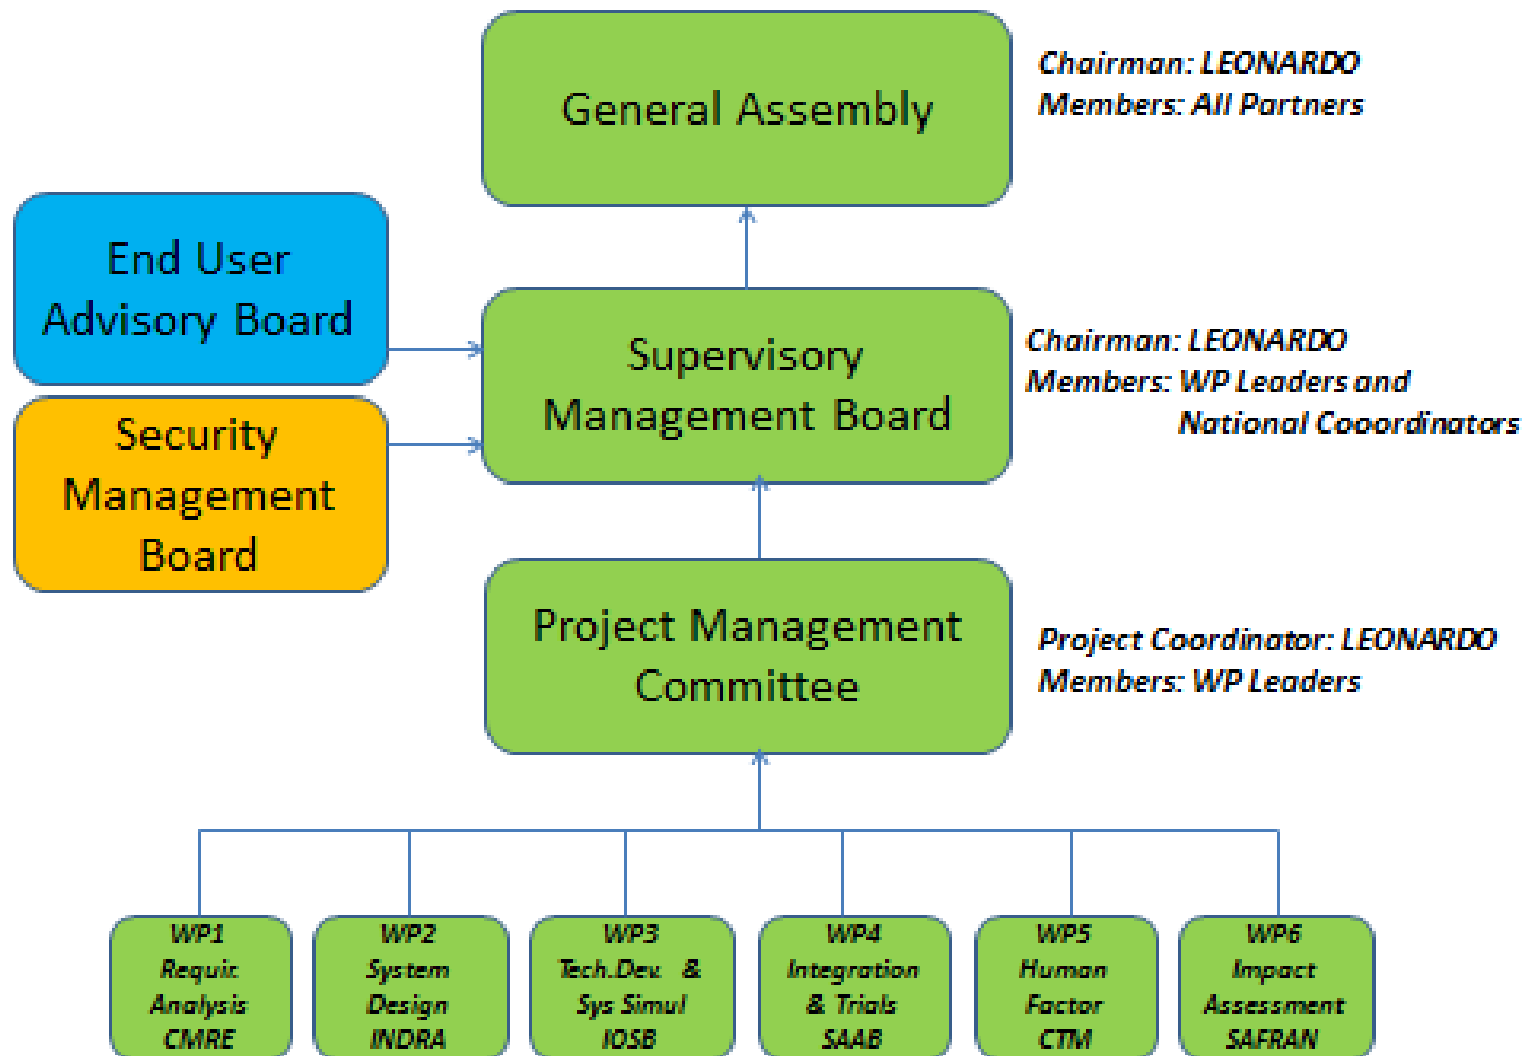 General Assembly
Chairman: LEONARDO
Members: All Partners
End User
Advisory Board
Security
Management
Board
Supervisory
Management Board
Chairman: LEONARDO
Members: WP Leaders and
National Cooordinators
Project Management
Committee
Project Coordinator: LEONARDO
Members: WP Leaders
WP1
Requir.
Analysis
CMRE
WP2
System
Design
INDRA
WP3
Tech.Dev. &
Sys Simul
IOSB
WP4
Integration
& Trials
SAAB
WP5
Human
Factor
CTM
WP6
Impact
Assessment
SAFRAN